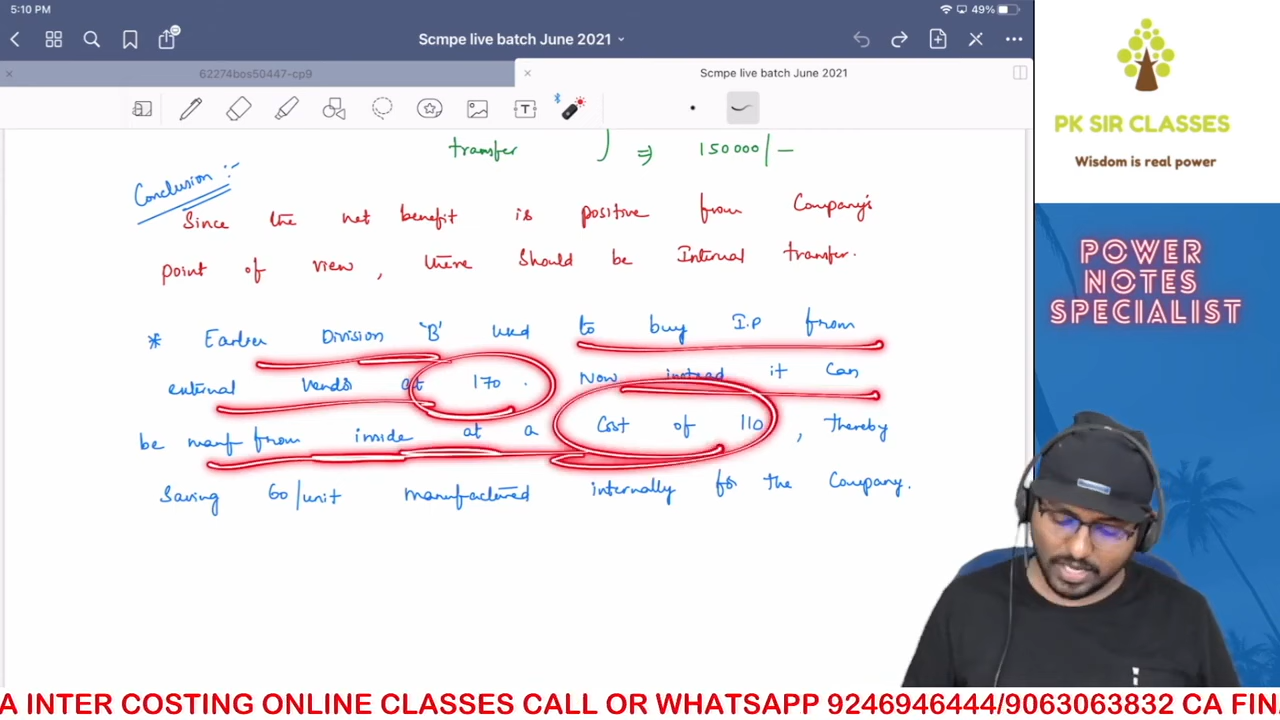 5:10 PM
49%
Scmpe live batch June 2021
62274bos50447-cp9
Scmpe live batch June 2021
transfer ) ⇒ 150000/-
Conclusion :-
Since the net benefit is positive from Company's
point of view, there should be Internal transfer.
* Earlier Division 'B' used to buy I.P from
external vends at 170. Now instead it can
be manf from inside at a cost of 110, thereby
Saving 60/unit manufactured internally for the Company.
PK SIR CLASSES
Wisdom is real power
POWER
NOTES
SPECIALIST
A INTER COSTING ONLINE CLASSES CALL OR WHATSAPP 9246946444/9063063832 CA FINA